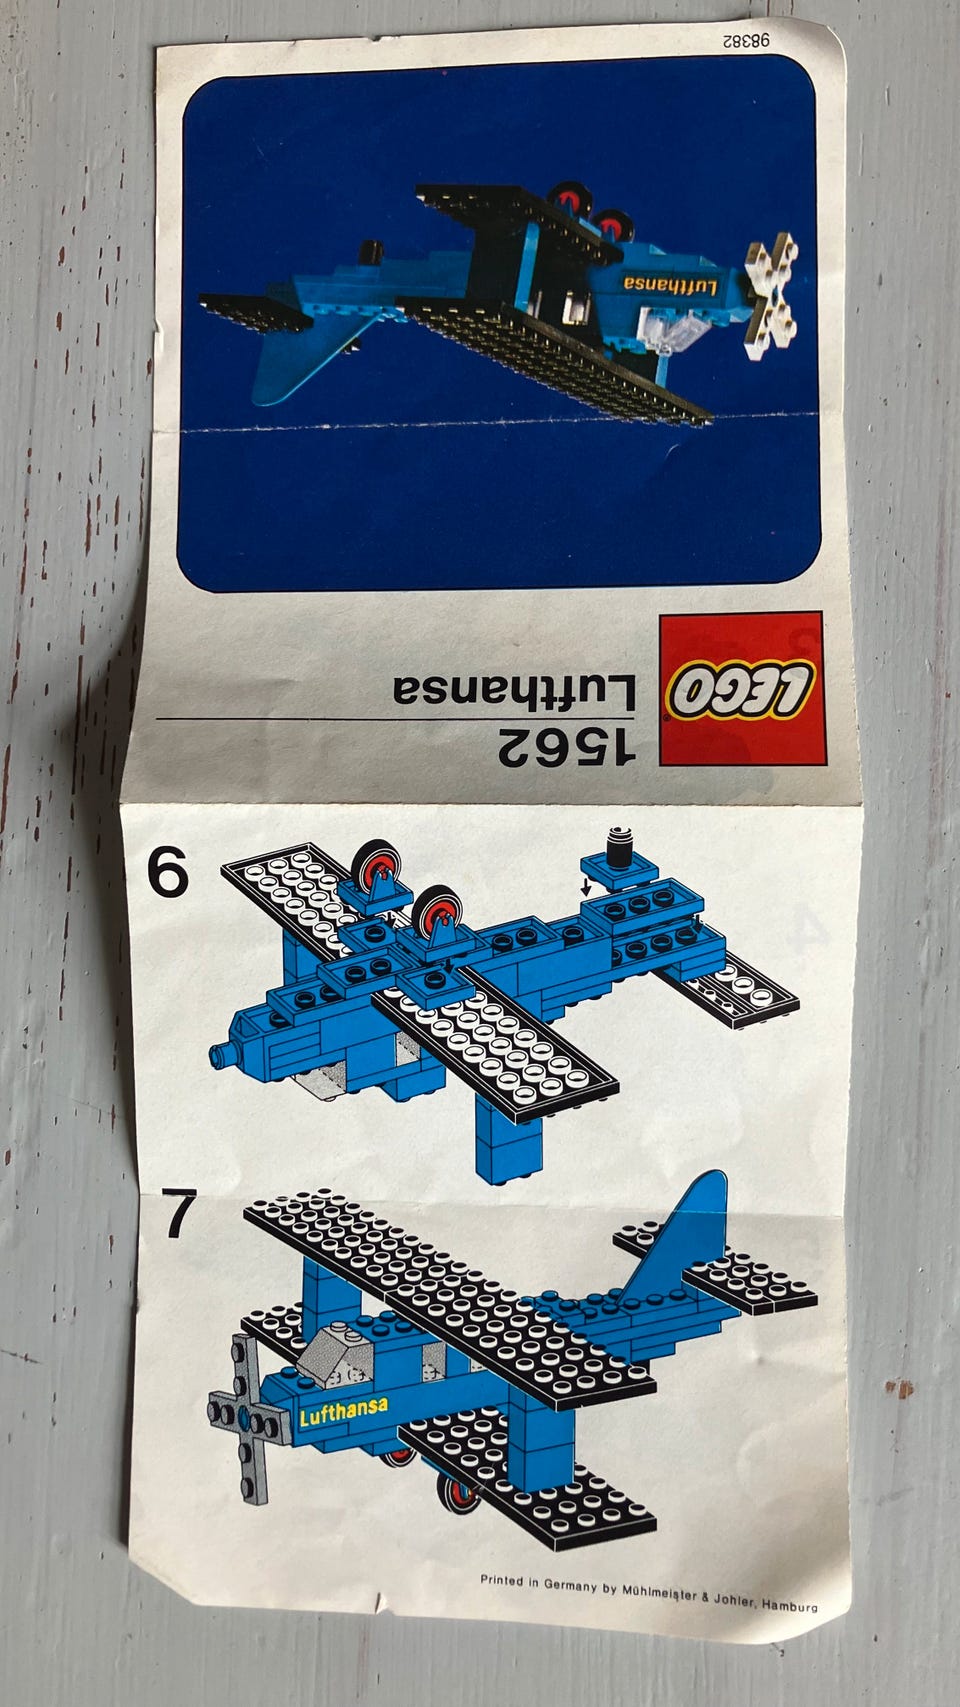 98382
Lufthansa
LEGO®
Lufthansa
1562
6
7
Lufthansa
Printed in Germany by Mühlmeister & Johler, Hamburg